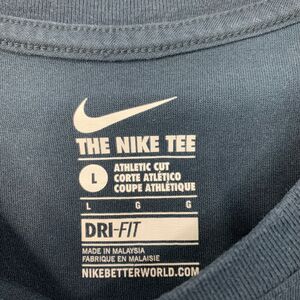 THE NIKE TEE
L
ATHLETIC CUT
CORTE ATLÉTICO
COUPE ATHLÉTIQUE
L G G
DRI-FIT
MADE IN MALAYSIA
FABRIQUÉ EN MALAISIE
NIKEBETTERWORLD.COM